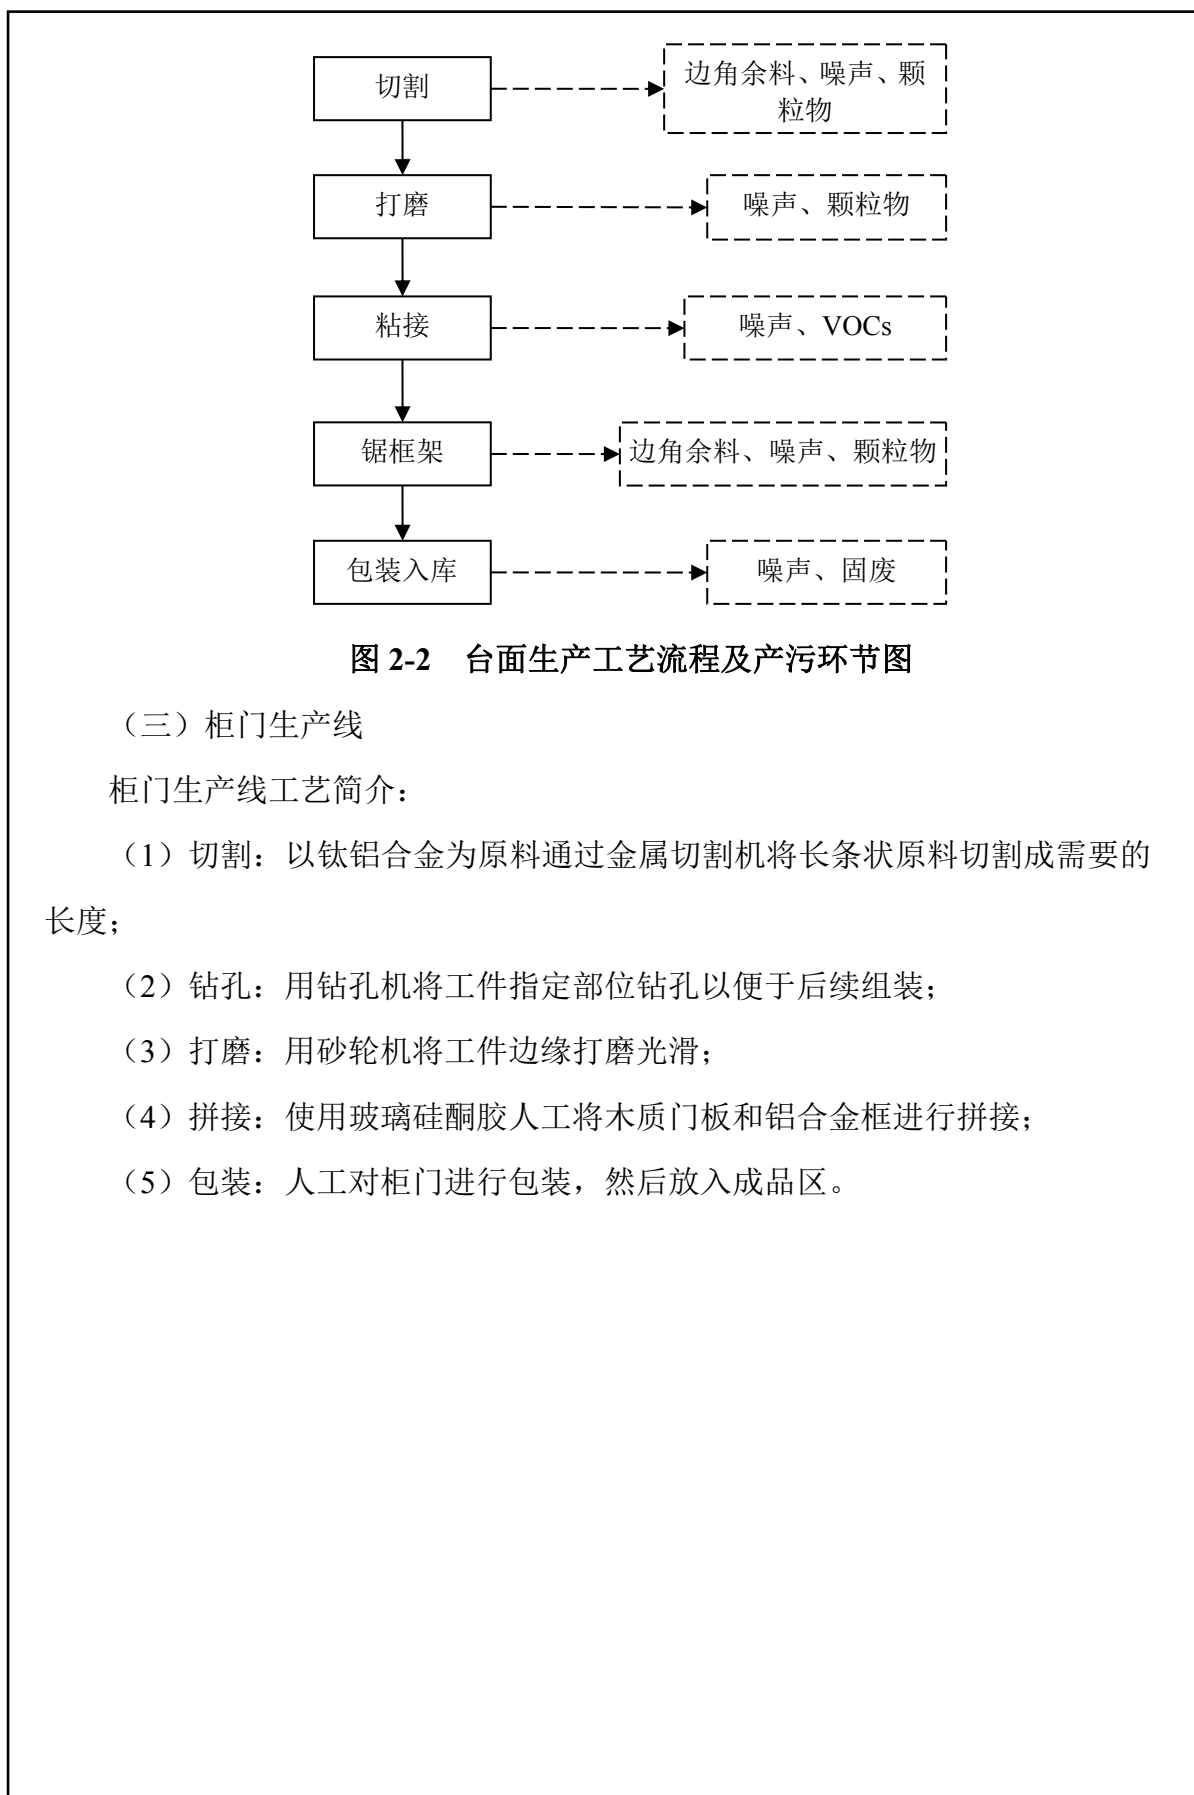 切割
边角余料、噪声、颗
粒物
打磨
噪声、颗粒物
粘接
噪声、VOCs
锯框架
边角余料、噪声、颗粒物
包装入库
噪声、固废
图 2-2 台面生产工艺流程及产污环节图
（三）柜门生产线
柜门生产线工艺简介：
（1）切割：以钛铝合金为原料通过金属切割机将长条状原料切割成需要的
长度；
（2）钻孔：用钻孔机将工件指定部位钻孔以便于后续组装；
（3）打磨：用砂轮机将工件边缘打磨光滑；
（4）拼接：使用玻璃硅酮胶人工将木质门板和铝合金框进行拼接；
（5）包装：人工对柜门进行包装，然后放入成品区。